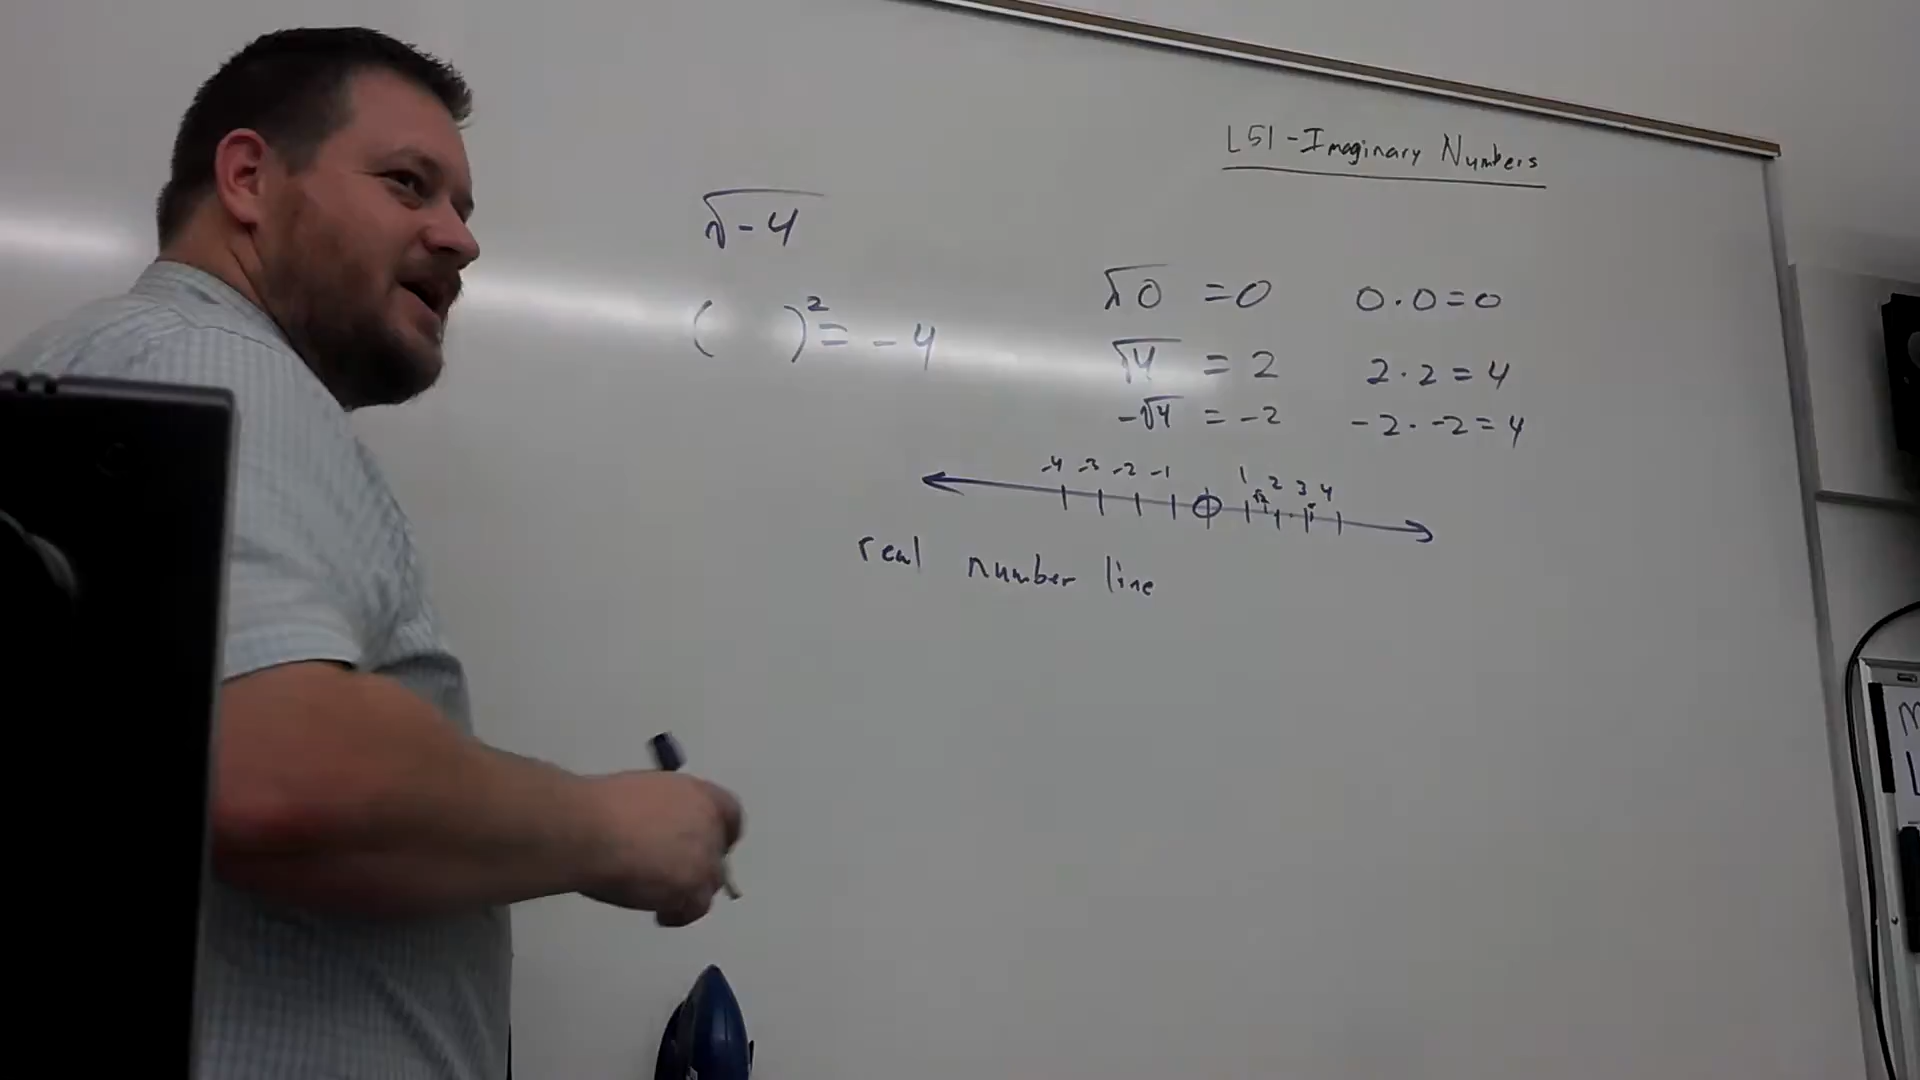 L51 - Imaginary Numbers
√-4
( )² = -4
√0 = 0 0·0=0
√4 = 2 2·2=4
-√4 = -2 -2·-2=4
-4 -3 -2 -1 0 1 2 3 4
real number line